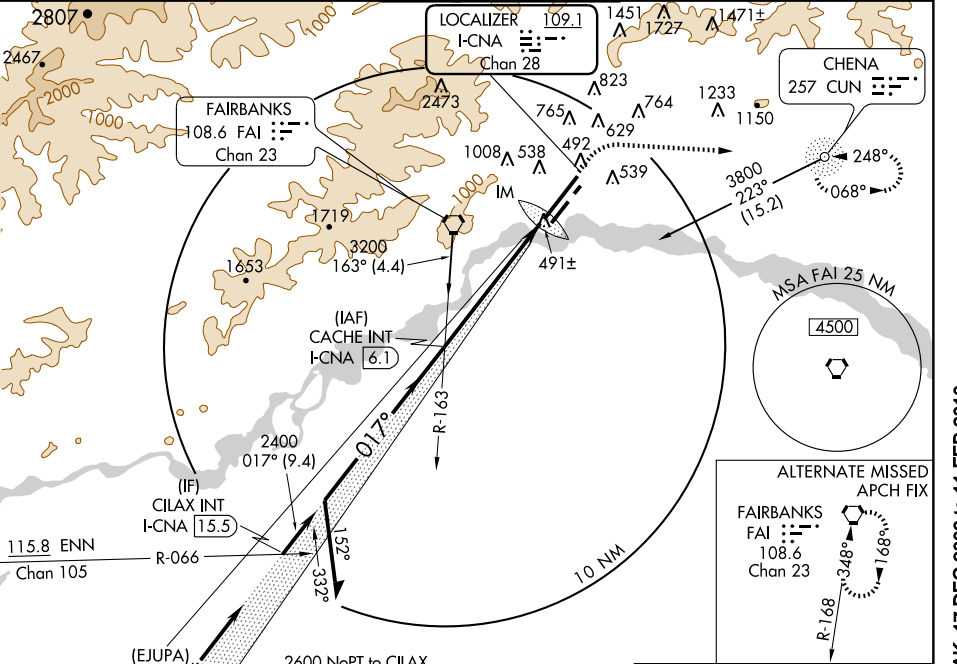 2807
2467
2000
1000
1000
LOCALIZER 109.1
I-CNA
Chan 28
1451
1727
1471±
CHENA
257 CUN
FAIRBANKS
108.6 FAI
Chan 23
2473
823
765
764
629
1233
1150
1008
538
492
539
1000
IM
248°
068°
3800
223°
(15.2)
1719
1653
3200
163° (4.4)
491±
MSA FAI 25 NM
4500
(IAF)
CACHE INT
I-CNA 6.1
R-163
017°
2400
017° (9.4)
(IF)
CILAX INT
I-CNA 15.5
115.8 ENN
Chan 105
R-066
152°
332°
10 NM
ALTERNATE MISSED
APCH FIX
FAIRBANKS
FAI
108.6
Chan 23
348°
168°
R-168
(EJUPA)
2600 NoPT to CILAX